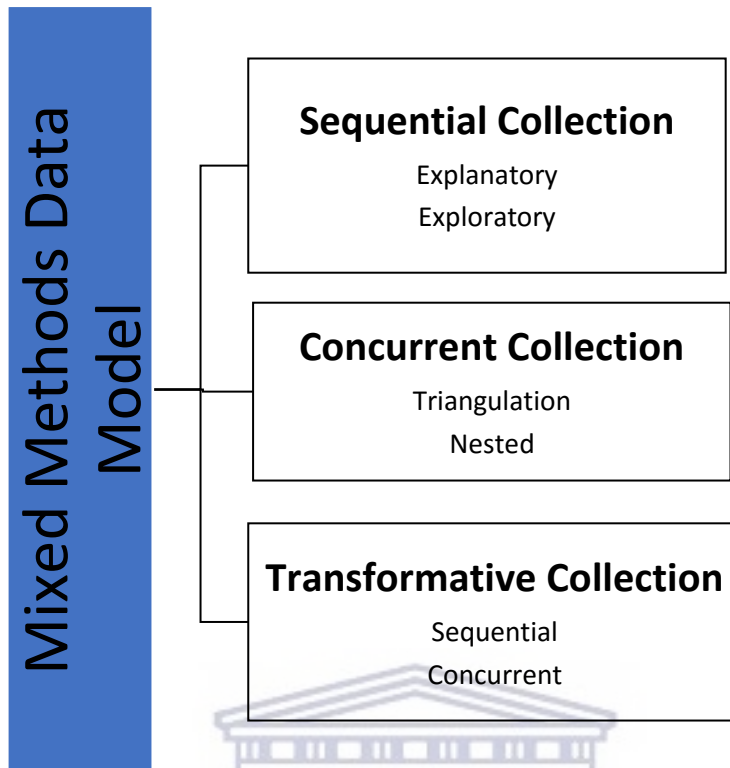 Mixed Methods Data
Model
Sequential Collection
Explanatory
Exploratory
Concurrent Collection
Triangulation
Nested
Transformative Collection
Sequential
Concurrent